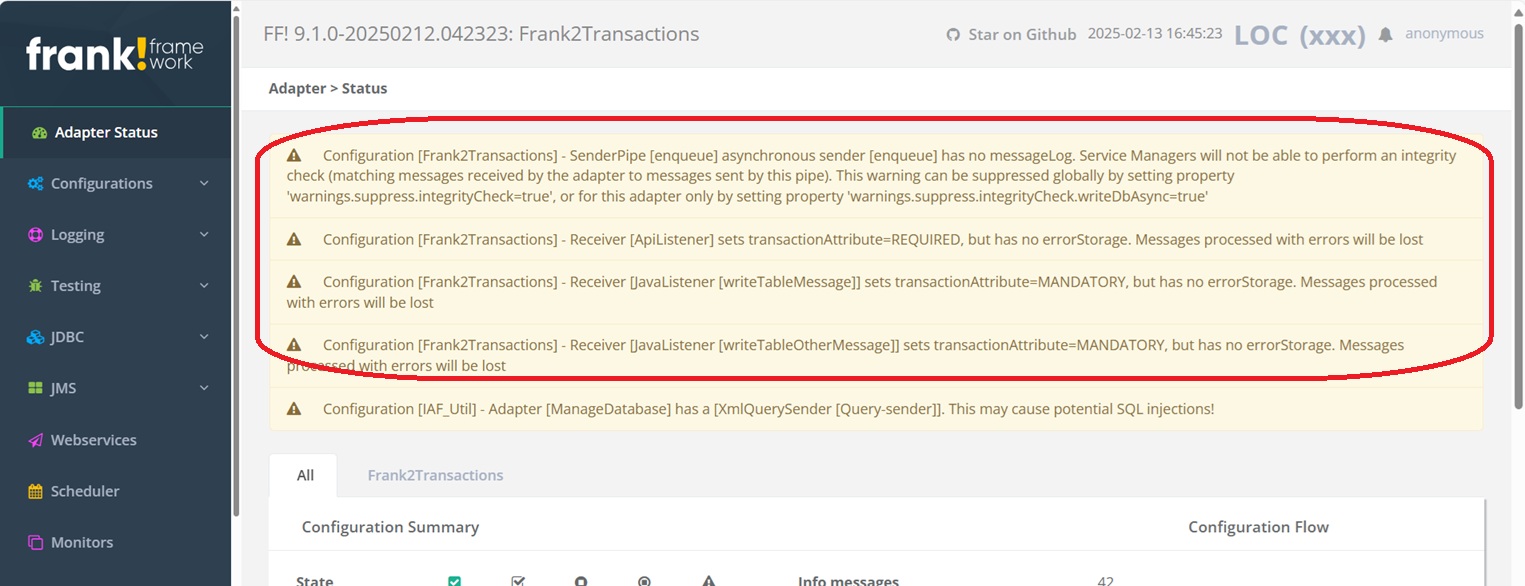 frank!framework
FF! 9.1.0-20250212.042323: Frank2Transactions
Star on Github
2025-02-13 16:45:23
LOC (xxx)
anonymous
Adapter > Status
Adapter Status
Configurations
Logging
Testing
JDBC
JMS
Webservices
Scheduler
Monitors
Configuration [Frank2Transactions] - SenderPipe [enqueue] asynchronous sender [enqueue] has no messageLog. Service Managers will not be able to perform an integrity
check (matching messages received by the adapter to messages sent by this pipe). This warning can be suppressed globally by setting property
'warnings.suppress.integrityCheck=true', or for this adapter only by setting property 'warnings.suppress.integrityCheck.writeDbAsync=true'
Configuration [Frank2Transactions] - Receiver [ApiListener] sets transactionAttribute=REQUIRED, but has no errorStorage. Messages processed with errors will be lost
Configuration [Frank2Transactions] - Receiver [JavaListener [writeTableMessage]] sets transactionAttribute=MANDATORY, but has no errorStorage. Messages processed
with errors will be lost
Configuration [Frank2Transactions] - Receiver [JavaListener [writeTableOtherMessage]] sets transactionAttribute=MANDATORY, but has no errorStorage. Messages
processed with errors will be lost
Configuration [IAF_Util] - Adapter [ManageDatabase] has a [XmlQuerySender [Query-sender]]. This may cause potential SQL injections!
All
Frank2Transactions
Configuration Summary
Configuration Flow
State
Info messages
42